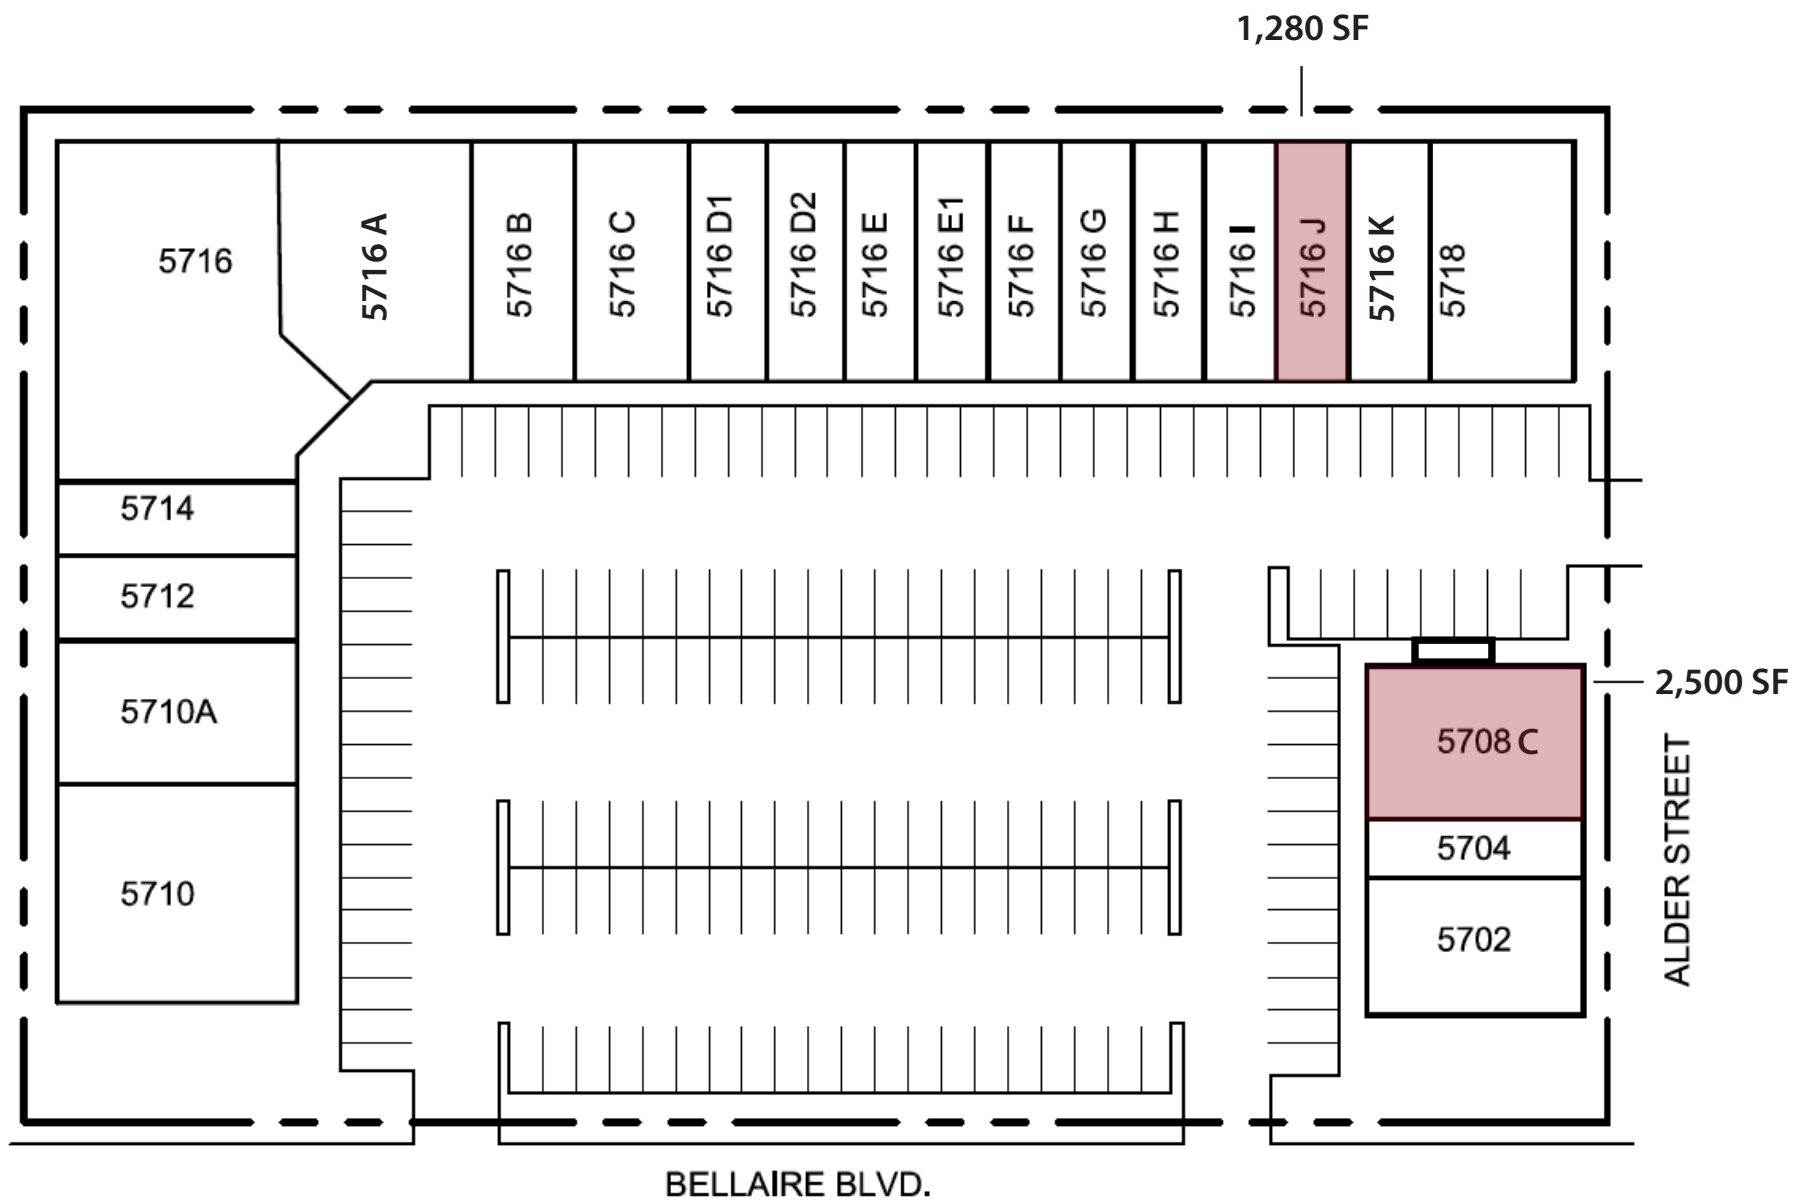 1,280 SF
5716
5716 A
5716 B
5716 C
5716 D1
5716 D2
5716 E
5716 E1
5716 F
5716 G
5716 H
5716 I
5716 J
5716 K
5718
5714
5712
5710A
5710
2,500 SF
5708 C
5704
5702
ALDER STREET
BELLAIRE BLVD.